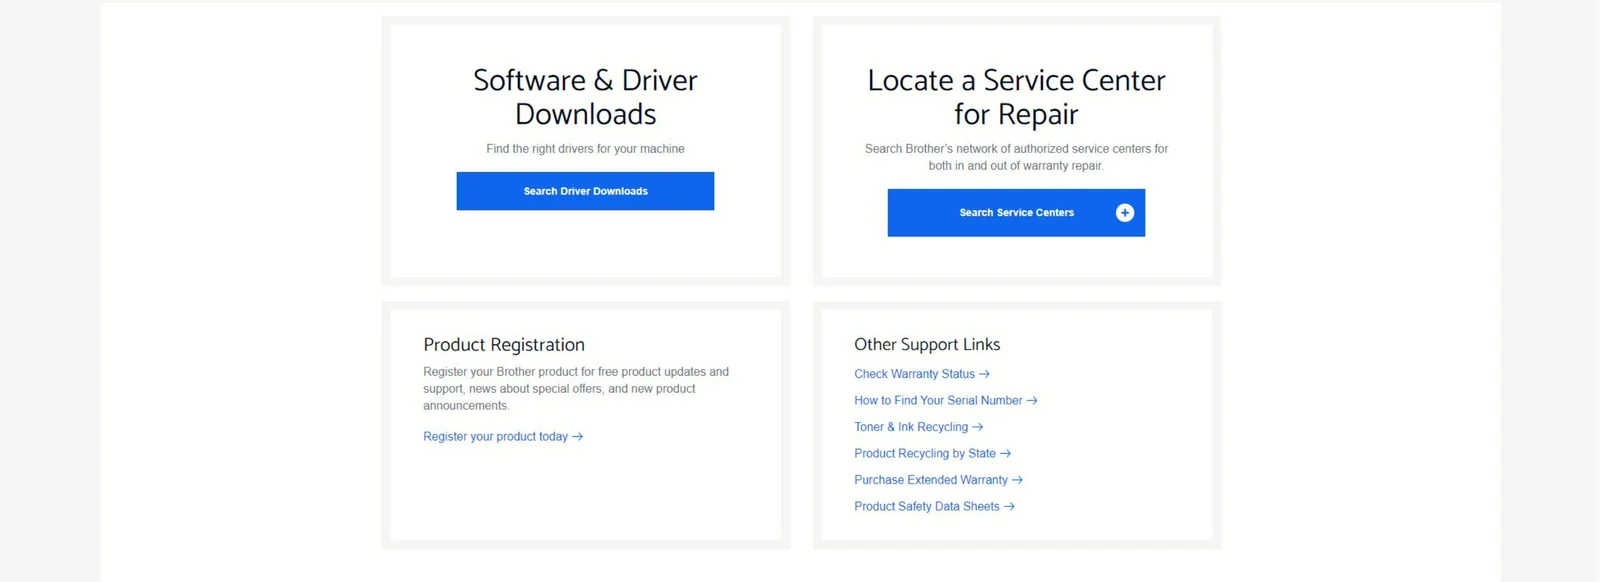 Software & Driver
Downloads
Find the right drivers for your machine
Search Driver Downloads
Locate a Service Center
for Repair
Search Brother's network of authorized service centers for
both in and out of warranty repair.
Search Service Centers
Product Registration
Register your Brother product for free product updates and
support, news about special offers, and new product
announcements.
Register your product today →
Other Support Links
Check Warranty Status →
How to Find Your Serial Number →
Toner & Ink Recycling →
Product Recycling by State →
Purchase Extended Warranty →
Product Safety Data Sheets →